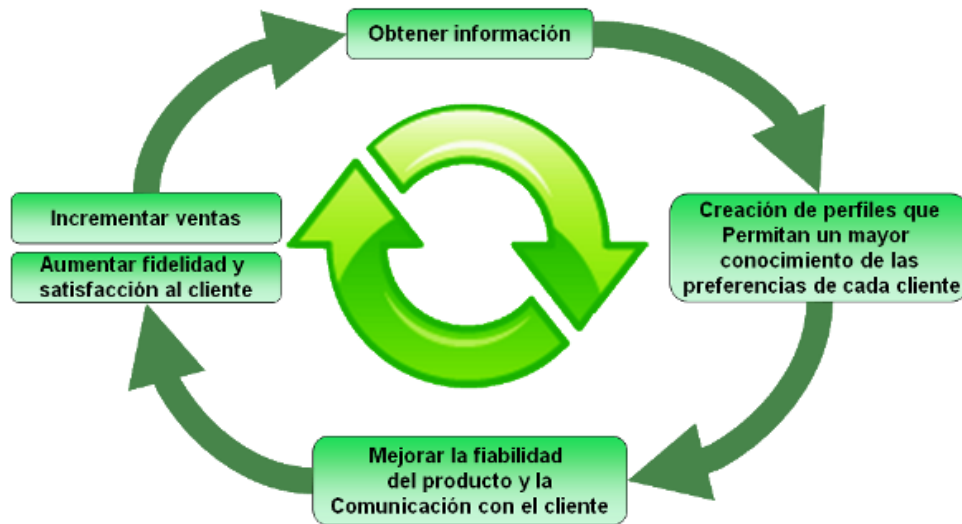 Obtener información
Creación de perfiles que
Permitan un mayor
conocimiento de las
preferencias de cada cliente
Mejorar la fiabilidad
del producto y la
Comunicación con el cliente
Incrementar ventas
Aumentar fidelidad y
satisfacción al cliente